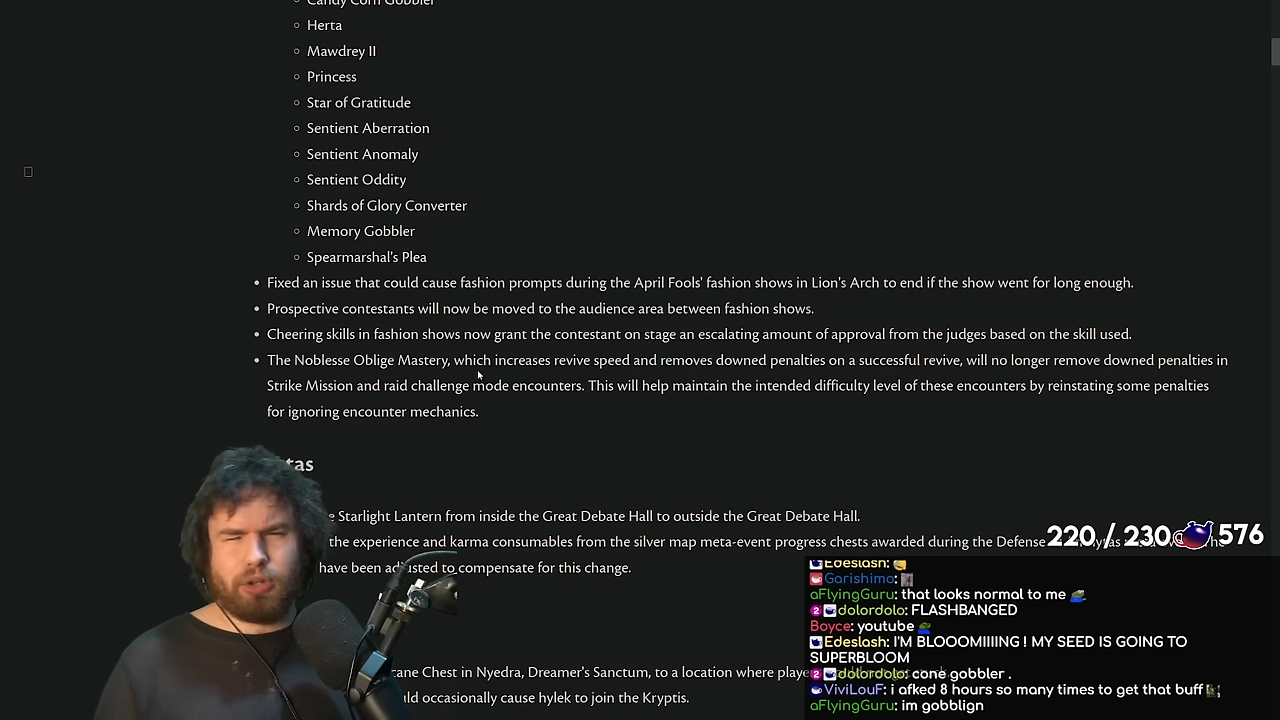 Candy Corn Gobbler
Herta
Mawdrey II
Princess
Star of Gratitude
Sentient Aberration
Sentient Anomaly
Sentient Oddity
Shards of Glory Converter
Memory Gobbler
Spearmarshal's Plea
Fixed an issue that could cause fashion prompts during the April Fools' fashion shows in Lion's Arch to end if the show went for long enough.
Prospective contestants will now be moved to the audience area between fashion shows.
Cheering skills in fashion shows now grant the contestant on stage an escalating amount of approval from the judges based on the skill used.
The Noblesse Oblige Mastery, which increases revive speed and removes downed penalties on a successful revive, will no longer remove downed penalties in
Strike Mission and raid challenge mode encounters. This will help maintain the intended difficulty level of these encounters by reinstating some penalties
for ignoring encounter mechanics.
tas
Starlight Lantern from inside the Great Debate Hall to outside the Great Debate Hall.
the experience and karma consumables from the silver map meta-event progress chests awarded during the Defense
have been adjusted to compensate for this change.
220 / 230 576
cane Chest in Nyedra, Dreamer's Sanctum, to a location where playe
uld occasionally cause hylek to join the Kryptis.
Edeslash:
Garishimo:
aFlyingGuru: that looks normal to me
2 dolordolo: FLASHBANGED
Boyce: youtube
Edeslash: I'M BLOOOMIIIING ! MY SEED IS GOING TO
SUPERBLOOM
2 dolordolo: cone gobbler .
ViviLouF: i afked 8 hours so many times to get that buff
aFlyingGuru: im gobblign